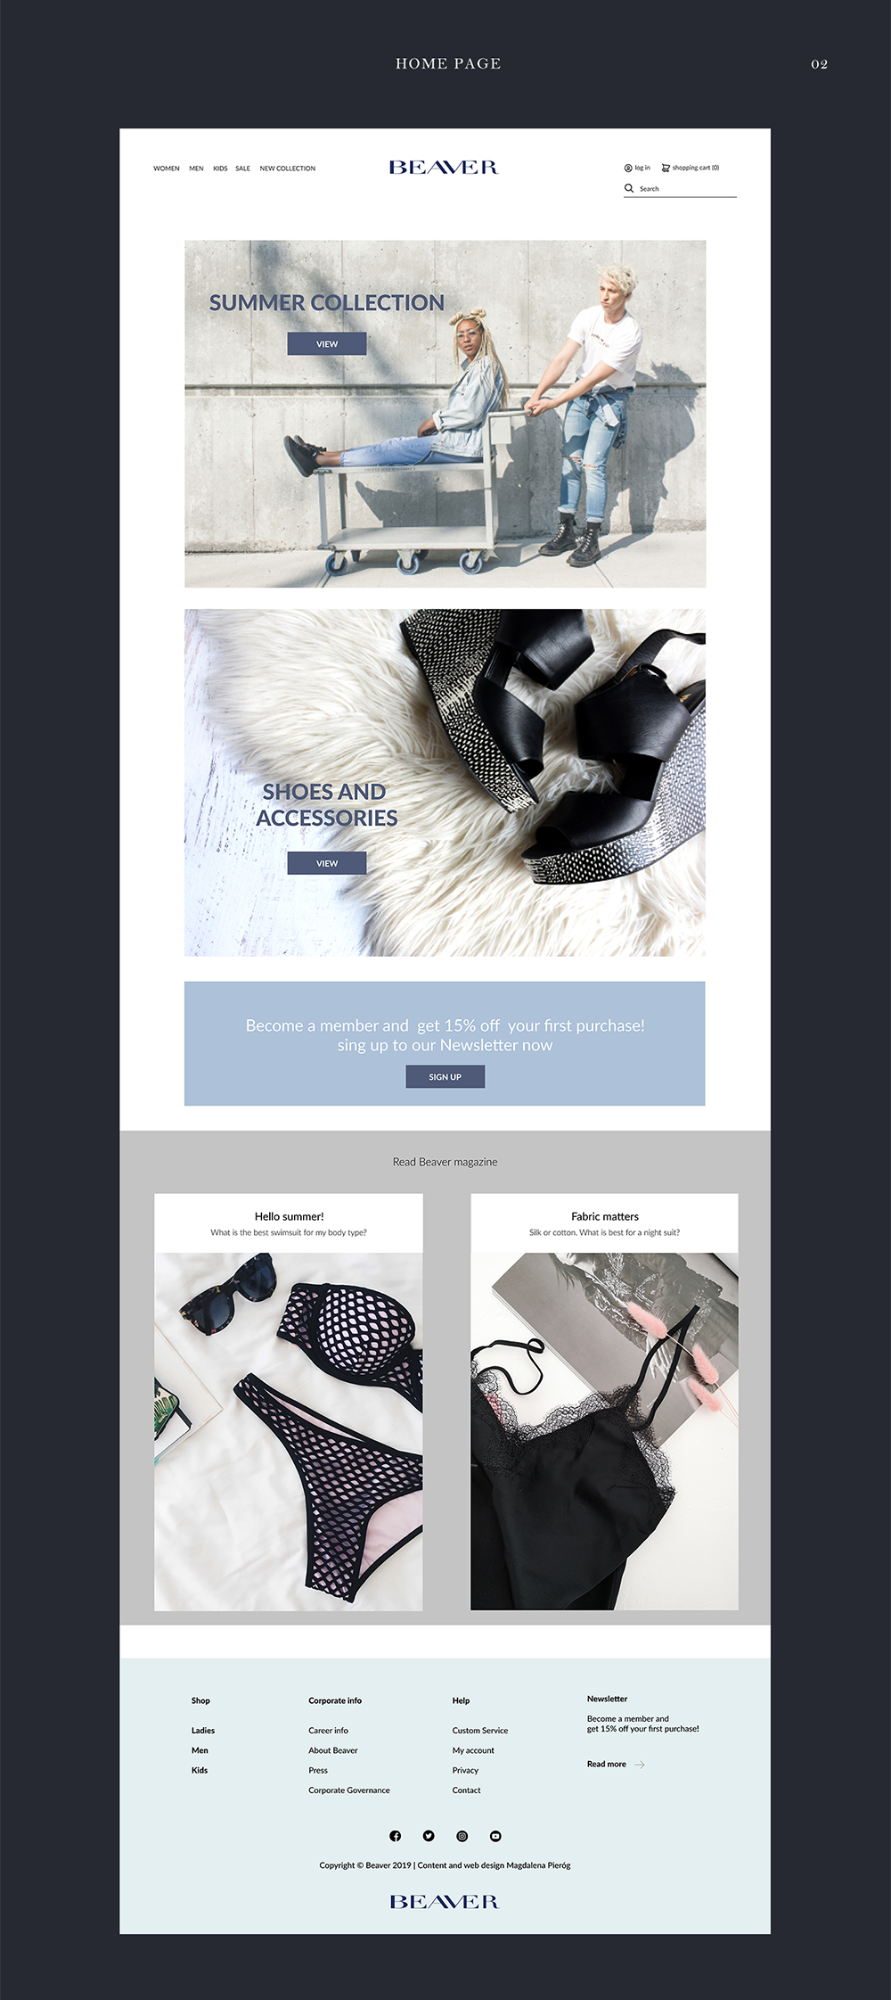 HOME PAGE
02
WOMEN MEN KIDS SALE NEW COLLECTION
BEAVER
log in shopping cart (0)
Search
SUMMER COLLECTION
VIEW
SHOES AND
ACCESSORIES
VIEW
Become a member and get 15% off your first purchase!
sing up to our Newsletter now
SIGN UP
Read Beaver magazine
Hello summer!
What is the best swimsuit for my body type?
Fabric matters
Silk or cotton. What is best for a night suit?
Shop
Ladies
Men
Kids
Corporate info
Career info
About Beaver
Press
Corporate Governance
Help
Custom Service
My account
Privacy
Contact
Newsletter
Become a member and
get 15% off your first purchase!
Read more
Copyright © Beaver 2019 | Content and web design Magdalena Pieróg
BEAVER